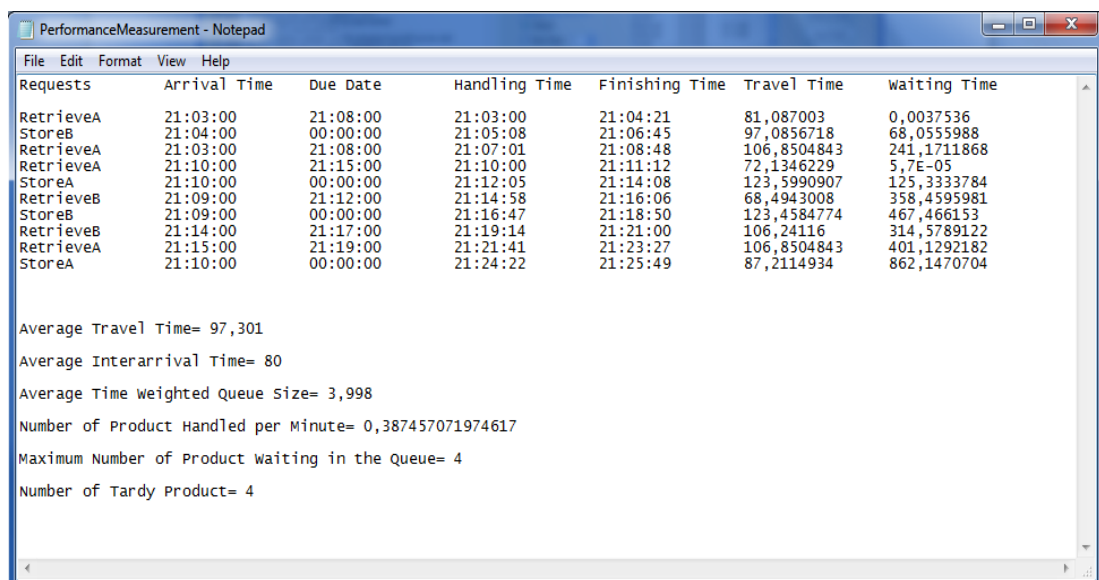 PerformanceMeasurement - Notepad
File Edit Format View Help
Requests Arrival Time Due Date Handling Time Finishing Time Travel Time Waiting Time
RetrieveA 21:03:00 21:08:00 21:03:00 21:04:21 81,087003 0,0037536
StoreB 21:04:00 00:00:00 21:05:08 21:06:45 97,0856718 68,0555988
RetrieveA 21:03:00 21:08:00 21:07:01 21:08:48 106,8504843 241,1711868
RetrieveA 21:10:00 21:15:00 21:10:00 21:11:12 72,1346229 5,7E-05
StoreA 21:10:00 00:00:00 21:12:05 21:14:08 123,5990907 125,3333784
RetrieveB 21:09:00 21:12:00 21:14:58 21:16:06 68,4943008 358,4595981
StoreB 21:09:00 00:00:00 21:16:47 21:18:50 123,4584774 467,466153
RetrieveB 21:14:00 21:17:00 21:19:14 21:21:00 106,24116 314,5789122
RetrieveA 21:15:00 21:19:00 21:21:41 21:23:27 106,8504843 401,1292182
StoreA 21:10:00 00:00:00 21:24:22 21:25:49 87,2114934 862,1470704
Average Travel Time= 97,301
Average Interarrival Time= 80
Average Time Weighted Queue Size= 3,998
Number of Product Handled per Minute= 0,387457071974617
Maximum Number of Product Waiting in the Queue= 4
Number of Tardy Product= 4